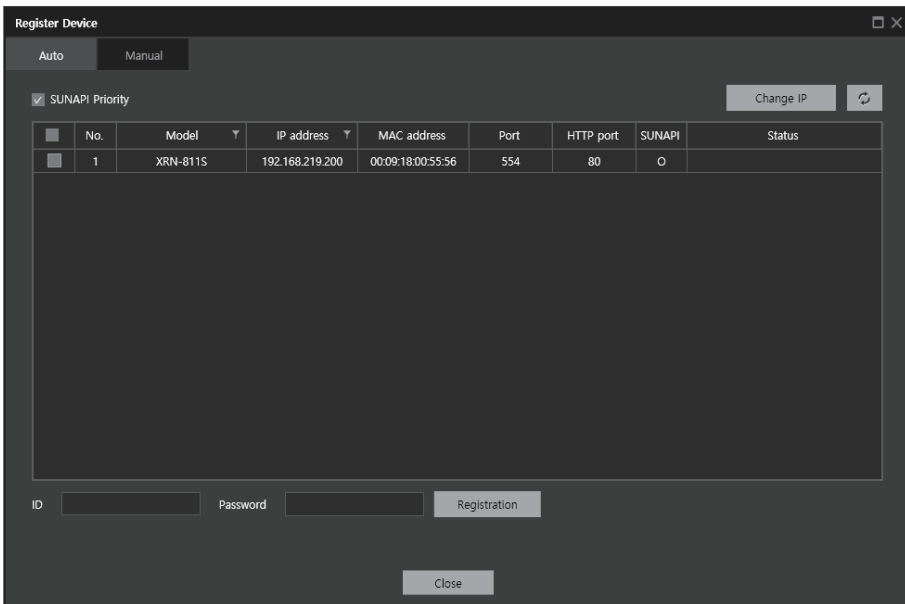 Register Device
Auto Manual
SUNAPI Priority Change IP
No. Model IP address MAC address Port HTTP port SUNAPI Status
1 XRN-811S 192.168.219.200 00:09:18:00:55:56 554 80 O
ID Password Registration
Close